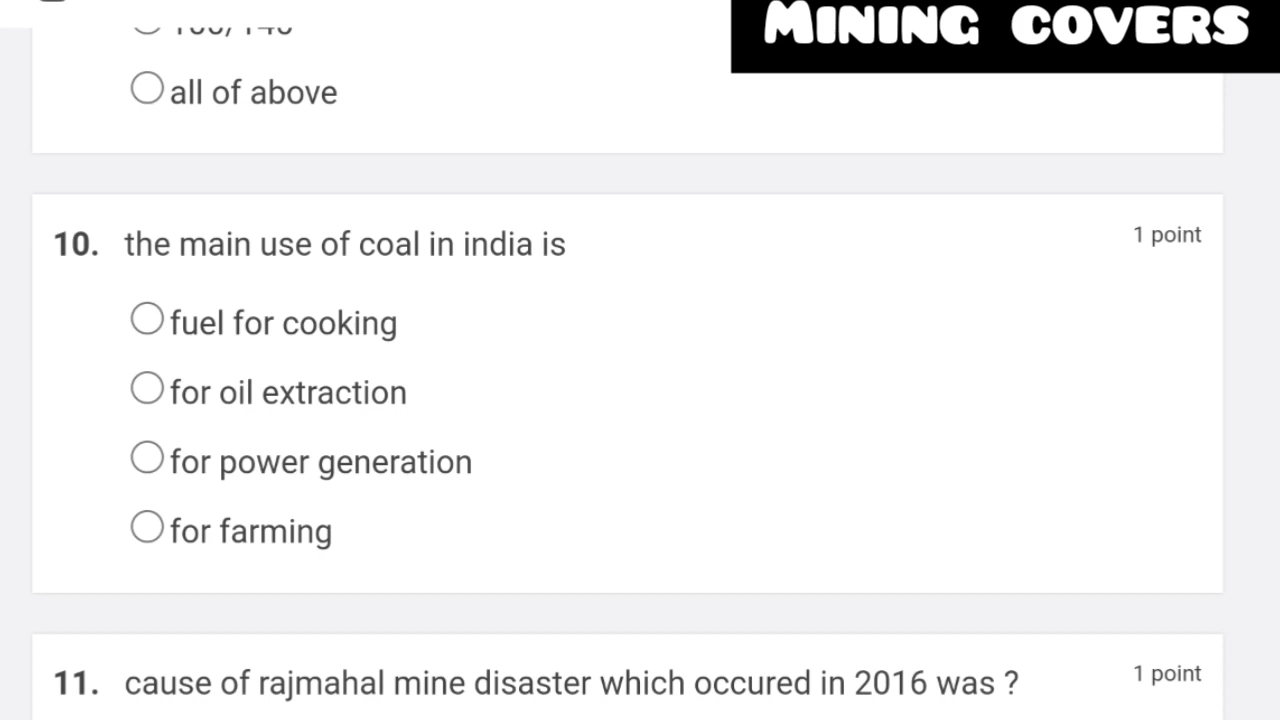 MINING COVERS
all of above
10. the main use of coal in india is
1 point
fuel for cooking
for oil extraction
for power generation
for farming
11. cause of rajmahal mine disaster which occured in 2016 was ?
1 point